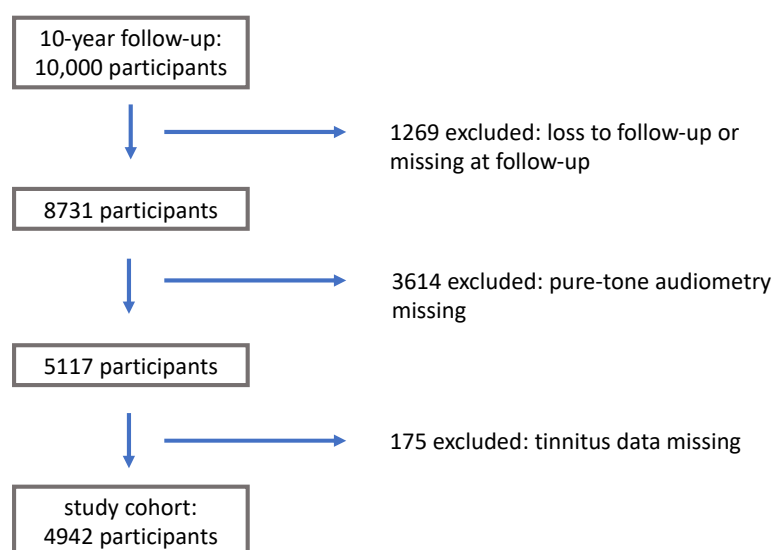 10-year follow-up:
10,000 participants
1269 excluded: loss to follow-up or
missing at follow-up
8731 participants
3614 excluded: pure-tone audiometry
missing
5117 participants
175 excluded: tinnitus data missing
study cohort:
4942 participants